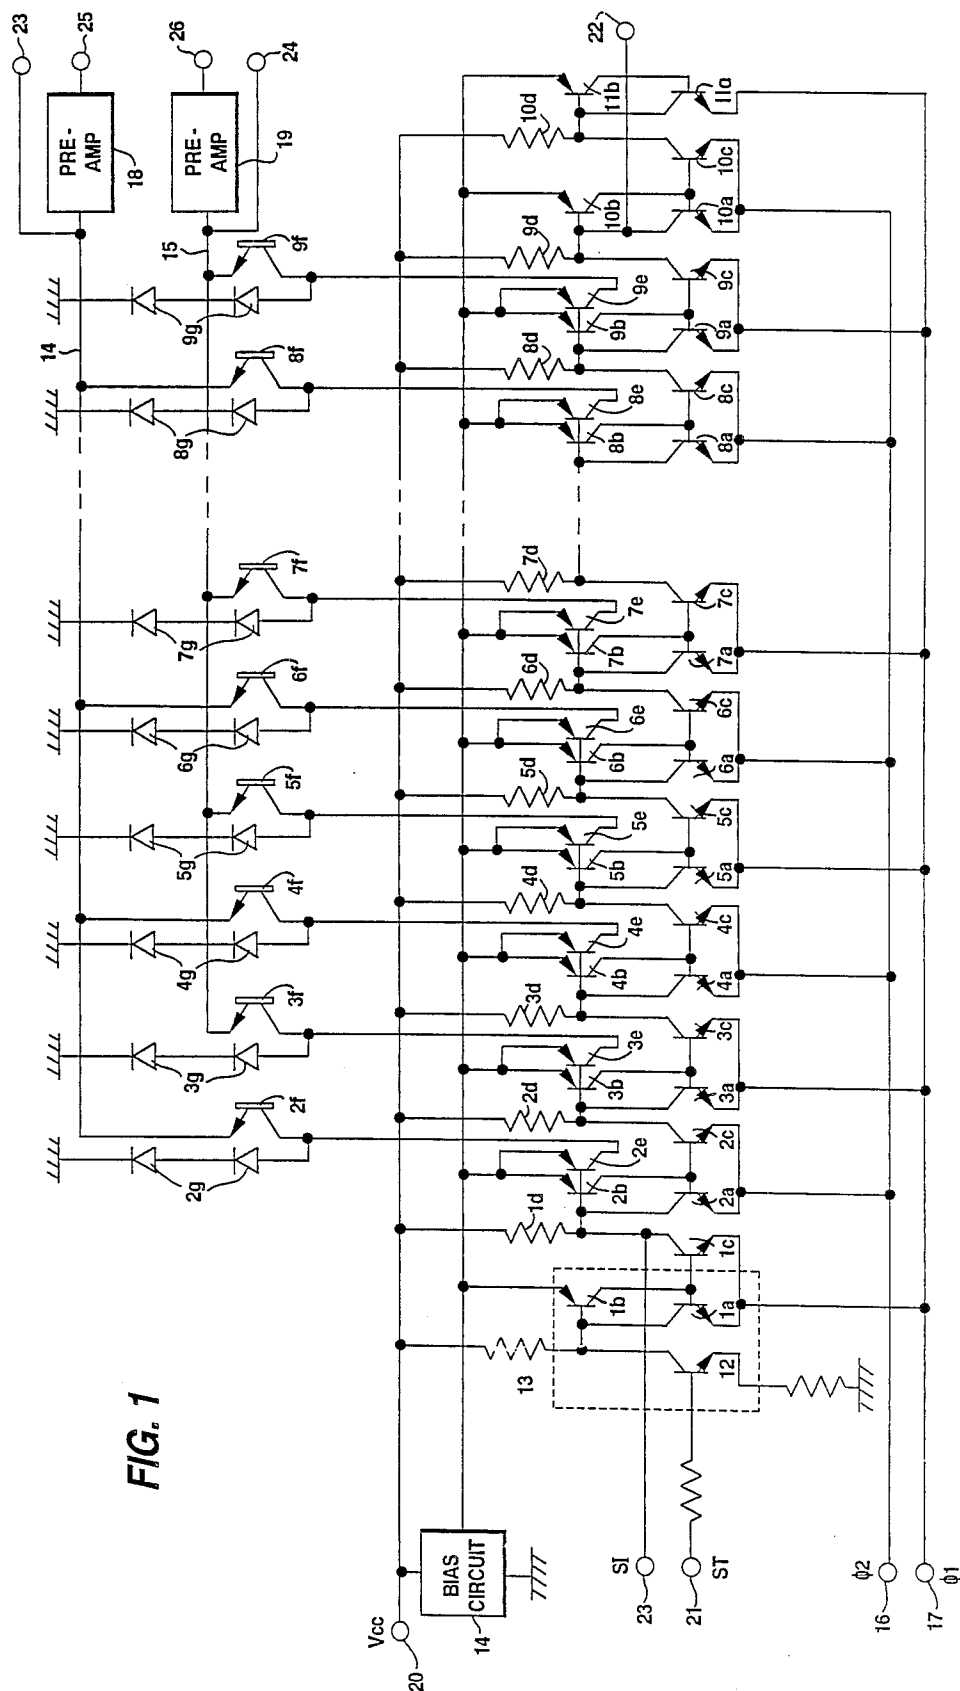 FIG. 1
23
25
26
24
22
PRE-
AMP
18
PRE-
AMP
19
14
15
2g
3g
4g
5g
6g
7g
8g
9g
2f
3f
4f
5f
6f
7f
8f
9f
Vcc
20
BIAS
CIRCUIT
14
13
1d
2d
3d
4d
5d
6d
7d
8d
9d
10d
1b
2b
2e
3b
3e
4b
4e
5b
5e
6b
6e
7b
7e
8b
8e
9b
9e
10b
11b
SI
23
21
ST
12
1a
1c
2a
2c
3a
3c
4a
4c
5a
5c
6a
6c
7a
7c
8a
8c
9a
9c
10a
10c
11a
ϕ2
16
17
ϕ1